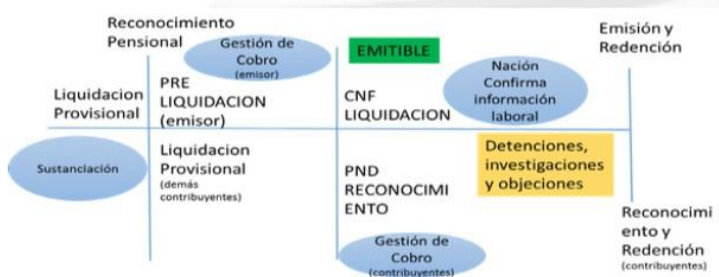 Reconocimiento
Pensional
Gestión de
Cobro
(emisor)
EMITIBLE
Emisión y
Redención
Nación
Confirma
información
laboral
Liquidacion
Provisional
PRE
LIQUIDACION
(emisor)
CNF
LIQUIDACION
Sustanciación
Liquidacion
Provisional
(demás
contribuyentes)
PND
RECONOCIMI
ENTO
Detenciones,
investigaciones
y objeciones
Gestión de
Cobro
(contribuyentes)
Reconocimi
ento y
Redención
(contribuyentes)